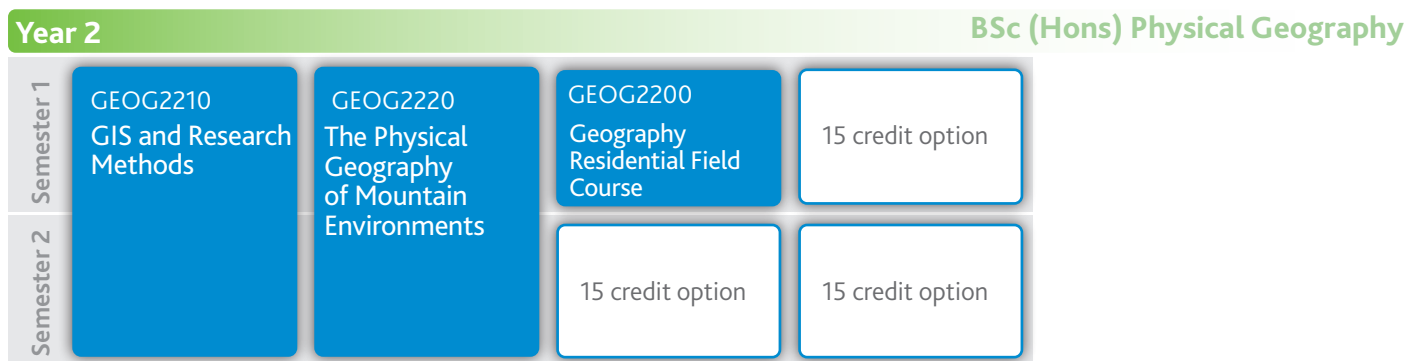 Year 2
BSc (Hons) Physical Geography
Semester 1
GEOG2210
GIS and Research
Methods
GEOG2220
The Physical
Geography
of Mountain
Environments
GEOG2200
Geography
Residential Field
Course
15 credit option
Semester 2
15 credit option
15 credit option